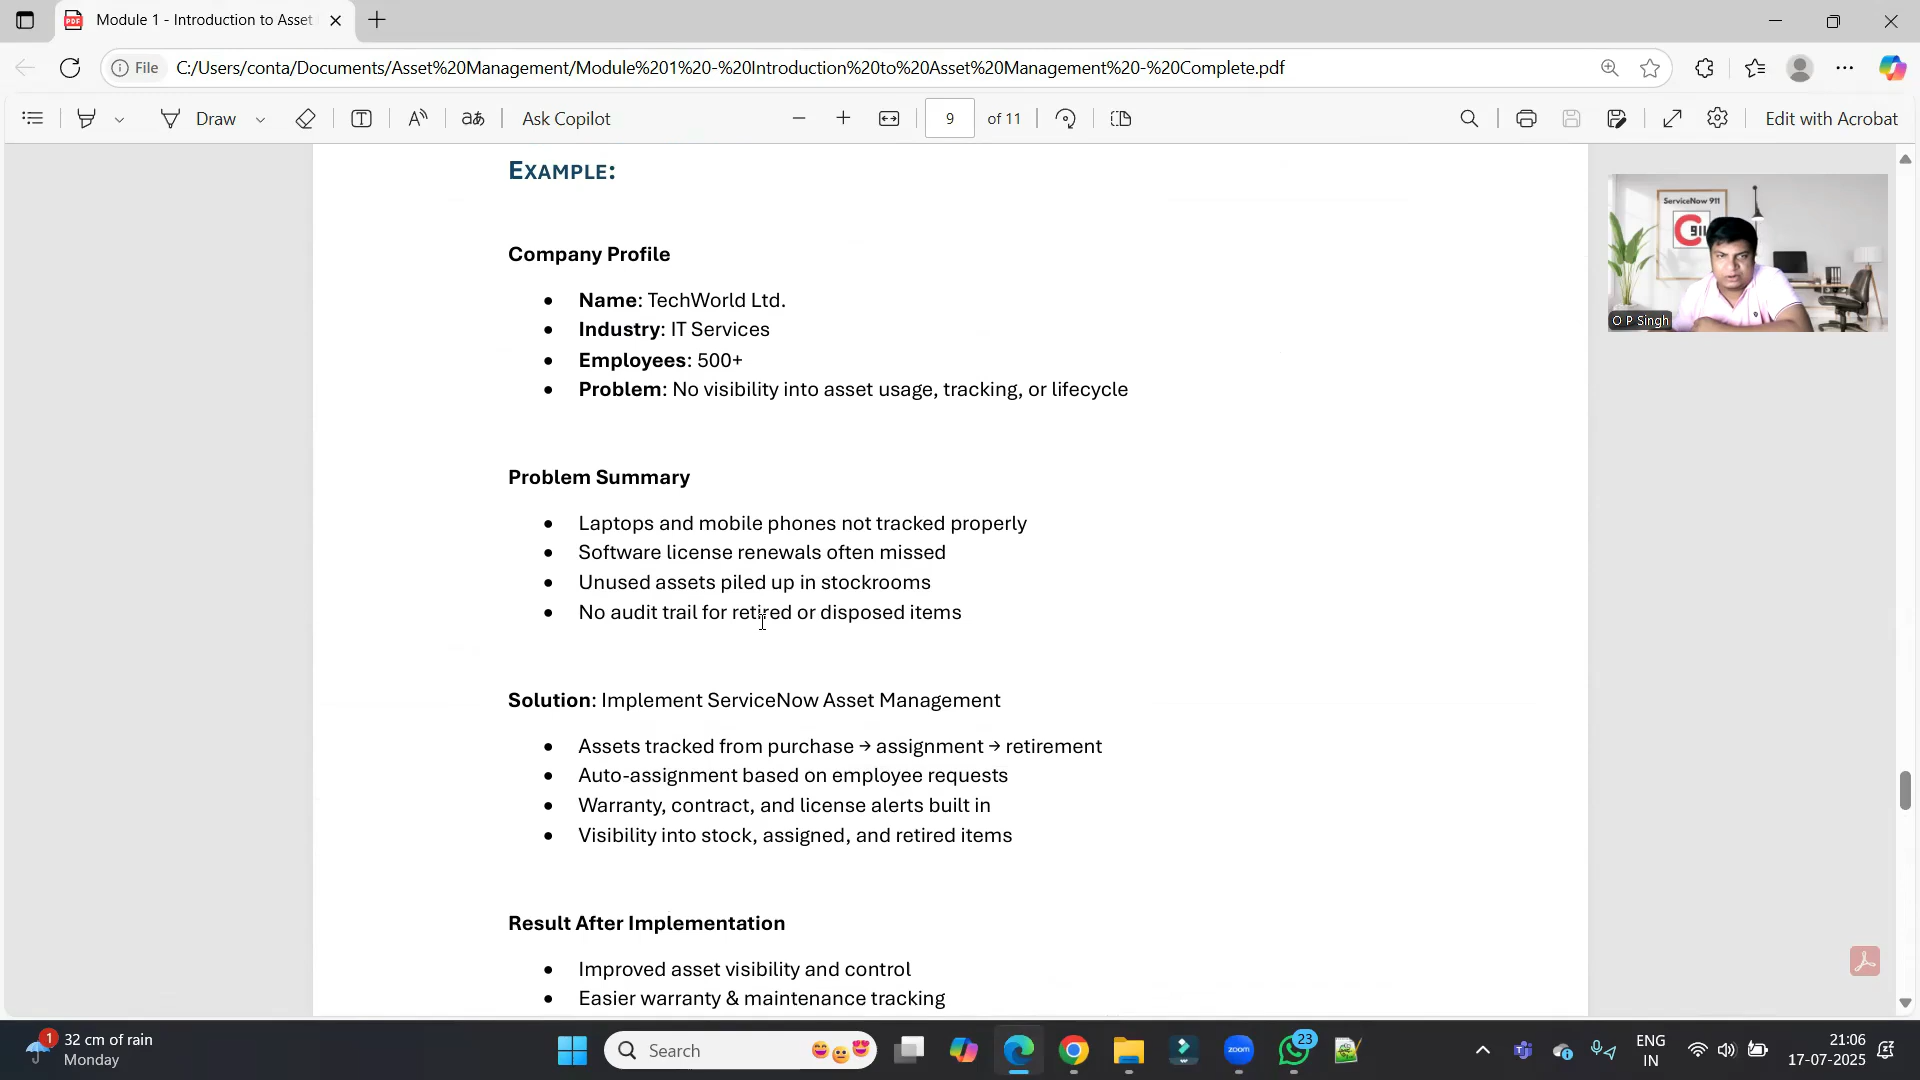 Module 1 - Introduction to Asset
File
C:/Users/conta/Documents/Asset%20Management/Module%201%20-%20Introduction%20to%20Asset%20Management%20-%20Complete.pdf
Draw
Ask Copilot
9 of 11
Edit with Acrobat
EXAMPLE:
Company Profile
• Name: TechWorld Ltd.
• Industry: IT Services
• Employees: 500+
• Problem: No visibility into asset usage, tracking, or lifecycle
Problem Summary
• Laptops and mobile phones not tracked properly
• Software license renewals often missed
• Unused assets piled up in stockrooms
• No audit trail for retired or disposed items
Solution: Implement ServiceNow Asset Management
• Assets tracked from purchase → assignment → retirement
• Auto-assignment based on employee requests
• Warranty, contract, and license alerts built in
• Visibility into stock, assigned, and retired items
Result After Implementation
• Improved asset visibility and control
• Easier warranty & maintenance tracking
ServiceNow 911
911
O P Singh
1
32 cm of rain
Monday
Search
zoom
23
ENG
IN
21:06
17-07-2025